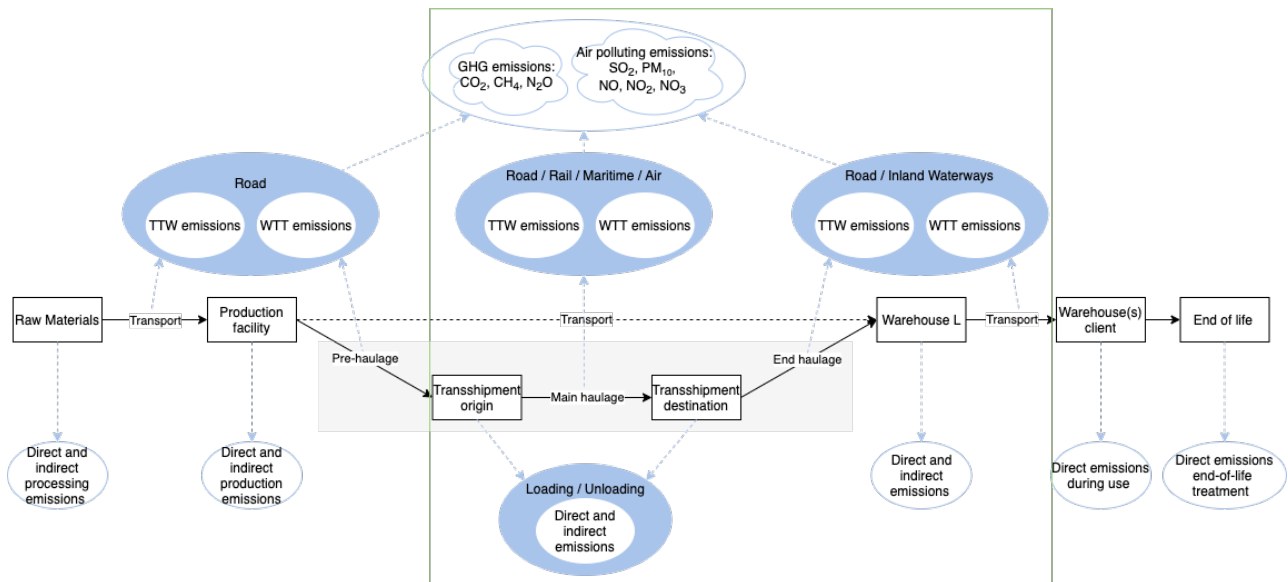 GHG emissions:
CO₂, CH₄, N₂O
Air polluting emissions:
SO₂, PM₁₀,
NO, NO₂, NO₃
Road
TTW emissions
WTT emissions
Road / Rail / Maritime / Air
TTW emissions
WTT emissions
Road / Inland Waterways
TTW emissions
WTT emissions
Raw Materials
Transport
Production
facility
Transport
Warehouse L
Transport
Warehouse(s)
client
End of life
Pre-haulage
End haulage
Transshipment
origin
Main haulage
Transshipment
destination
Direct and
indirect
processing
emissions
Direct and
indirect
production
emissions
Loading / Unloading
Direct and
indirect
emissions
Direct and
indirect
emissions
Direct emissions
during use
Direct emissions
end-of-life
treatment